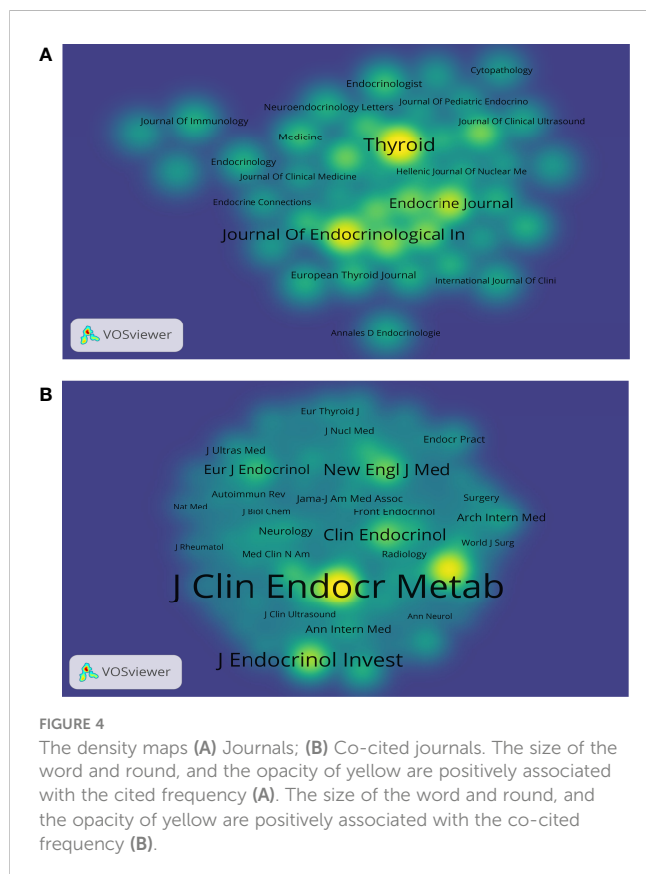 A
Cytopathology
Endocrinologist
Neuroendocrinology Letters
Journal Of Pediatric Endocrino
Journal Of Immunology
Journal Of Clinical Ultrasound
Medicine
Thyroid
Endocrinology
Hellenic Journal Of Nuclear Me
Journal Of Clinical Medicine
Endocrine Connections
Endocrine Journal
Journal Of Endocrinological In
European Thyroid Journal
International Journal Of Clini
VOSviewer
Annales D Endocrinologie
B
Eur Thyroid J
J Nucl Med
Endocr Pract
J Ultras Med
Eur J Endocrinol
New Engl J Med
Autoimmun Rev
Jama-J Am Med Assoc
Surgery
Nat Med
J Biol Chem
Front Endocrinol
Arch Intern Med
Neurology
Clin Endocrinol
J Rheumatol
World J Surg
Med Clin N Am
Radiology
J Clin Endocr Metab
J Clin Ultrasound
Ann Neurol
Ann Intern Med
J Endocrinol Invest
VOSviewer
FIGURE 4
The density maps (A) Journals; (B) Co-cited journals. The size of the
word and round, and the opacity of yellow are positively associated
with the cited frequency (A). The size of the word and round, and
the opacity of yellow are positively associated with the co-cited
frequency (B).